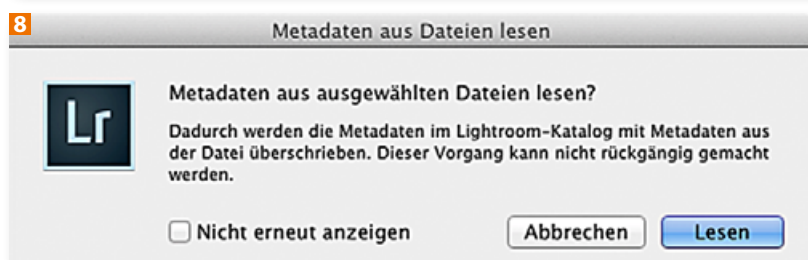 8
Metadaten aus Dateien lesen
Lr
Metadaten aus ausgewählten Dateien lesen?
Dadurch werden die Metadaten im Lightroom-Katalog mit Metadaten aus
der Datei überschrieben. Dieser Vorgang kann nicht rückgängig gemacht
werden.
Nicht erneut anzeigen
Abbrechen
Lesen